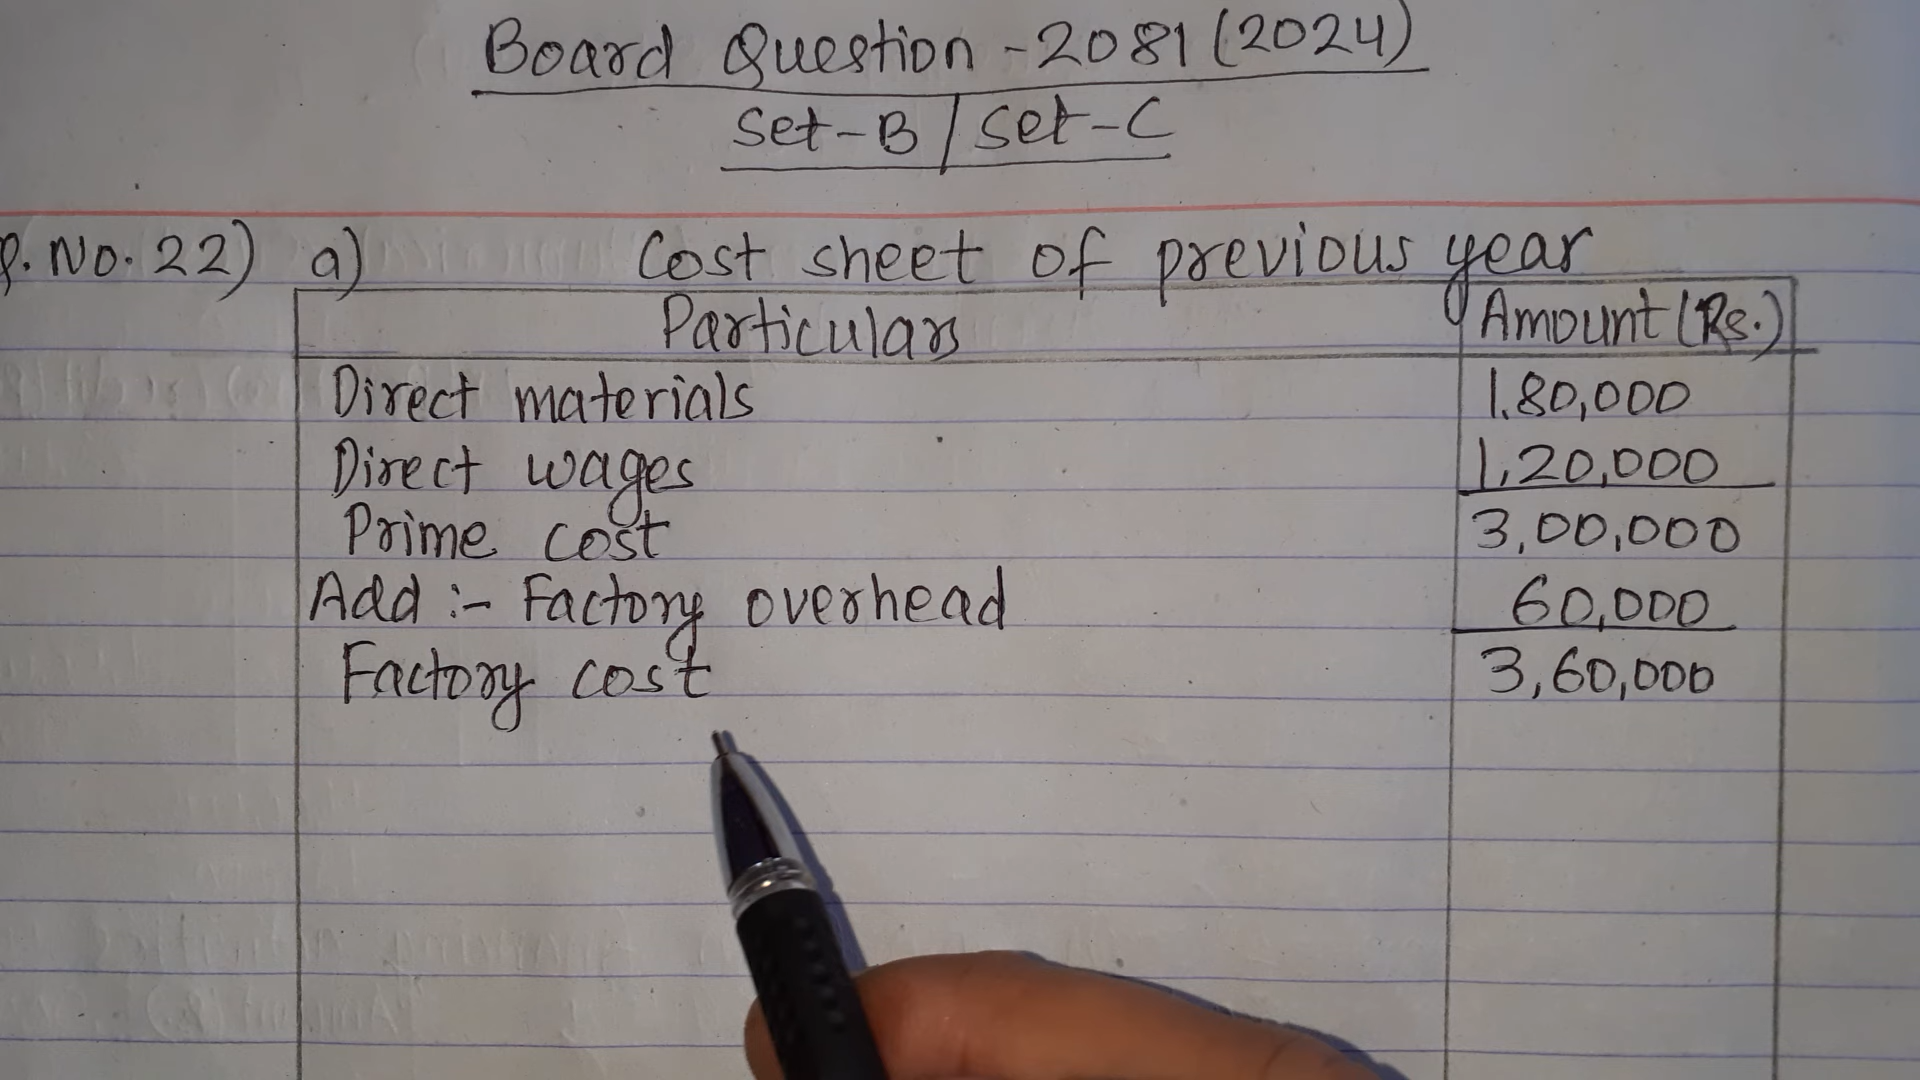 Board Question - 2081 (2024)
Set-B / Set-C
Q. No. 22) a) Cost sheet of previous year
Particulars Amount (Rs.)
Direct materials 1,80,000
Direct wages 1,20,000
Prime cost 3,00,000
Add :- Factory overhead 60,000
Factory cost 3,60,000